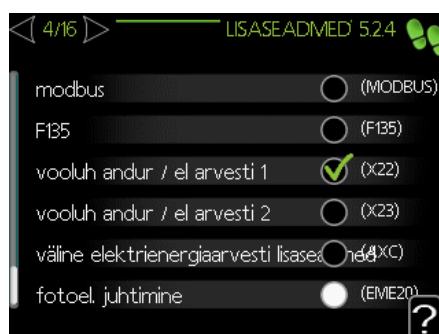 4/16 LISASEADMED 5.2.4
modbus (MODBUS)
F135 (F135)
vooluh andur / el arvesti 1 (X22)
vooluh andur / el arvesti 2 (X23)
väline elektrienergiaarvesti (AXC)
fotoel. juhtimine (EME20)
?